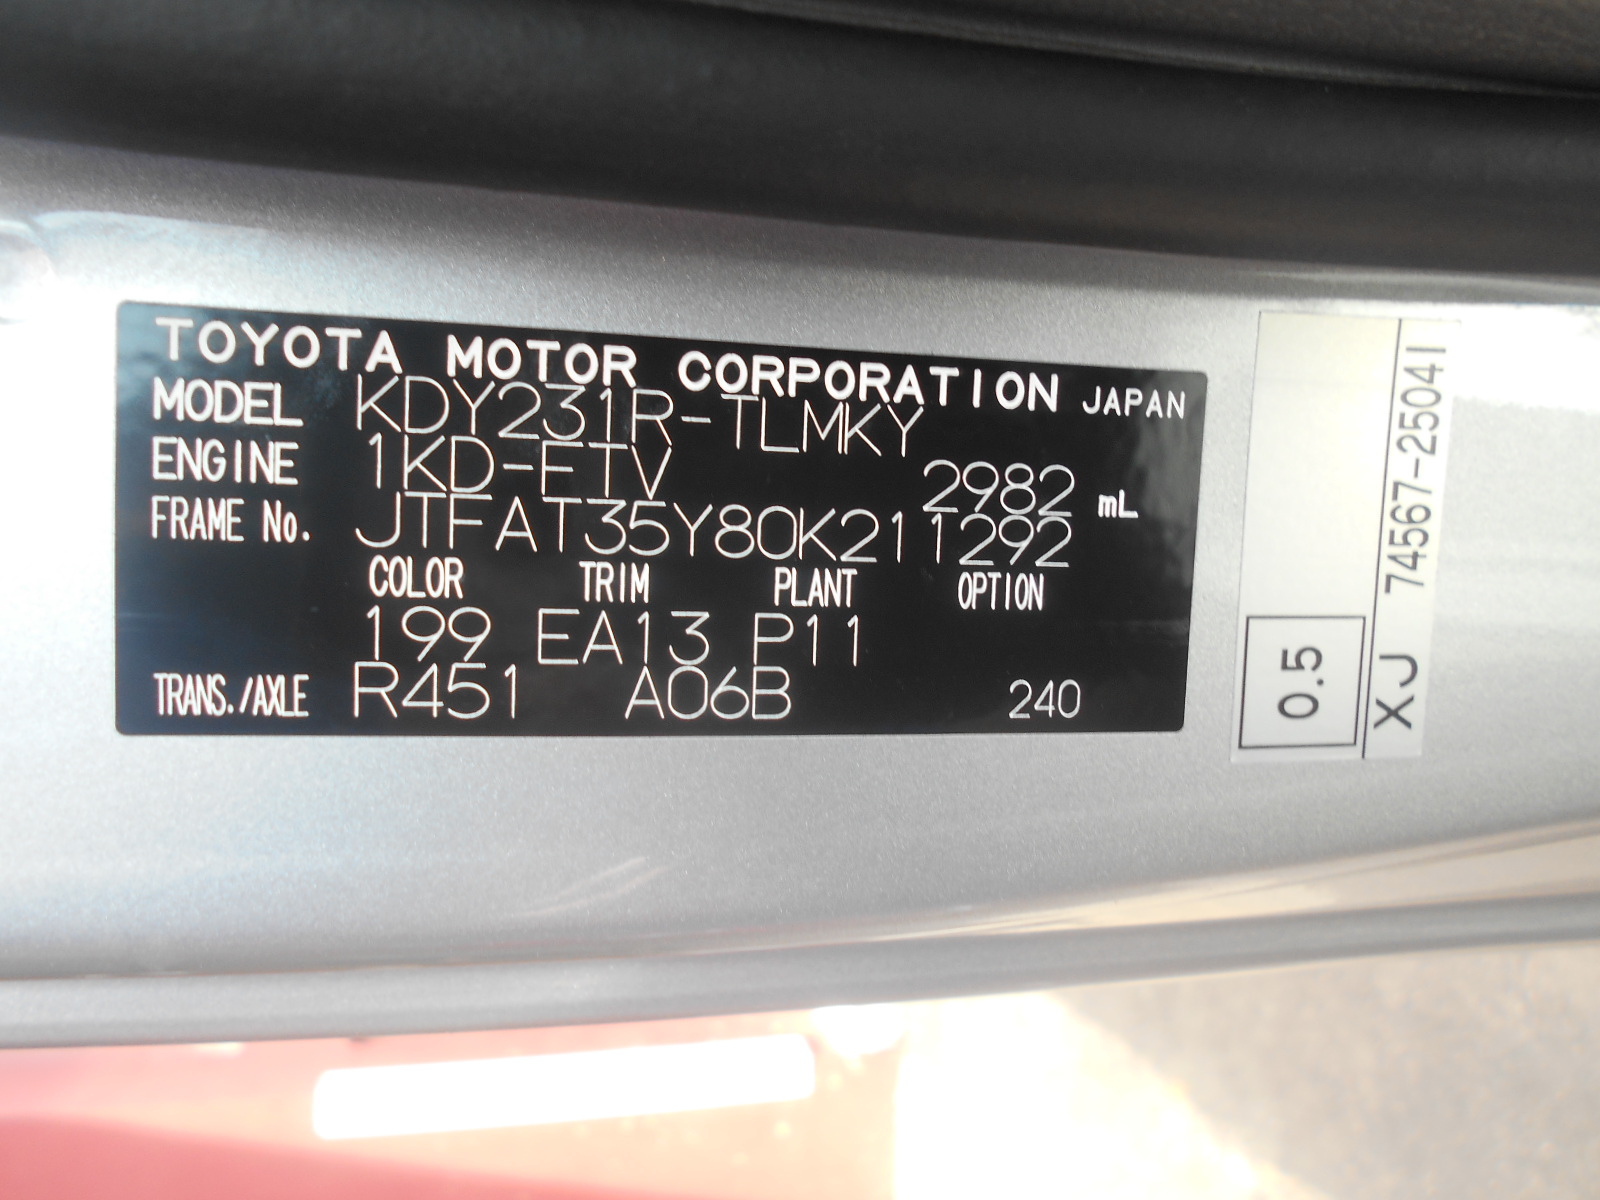 TOYOTA MOTOR CORPORATION JAPAN
MODEL KDY231R-TLMKY
ENGINE 1KD-FTV 2982 mL
FRAME No. JTFAT35Y80K211292
COLOR TRIM PLANT OPTION
199 EA13 P11
TRANS./AXLE R451 A06B 240
0.5
XJ 74567-25041